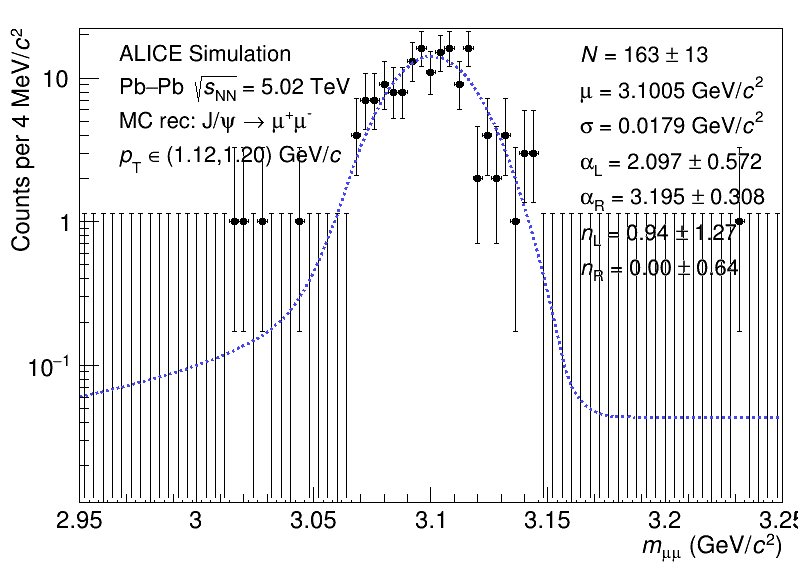 ALICE Simulation
Pb–Pb √sNN = 5.02 TeV
MC rec: J/ψ → μ+μ-
pT ∈ (1.12,1.20) GeV/c
N = 163 ± 13
μ = 3.1005 GeV/c²
σ = 0.0179 GeV/c²
αL = 2.097 ± 0.572
αR = 3.195 ± 0.308
nL = 0.94 ± 1.27
nR = 0.00 ± 0.64
Counts per 4 MeV/c²
10
1
10⁻¹
2.95 3 3.05 3.1 3.15 3.2 3.25
mμμ (GeV/c²)